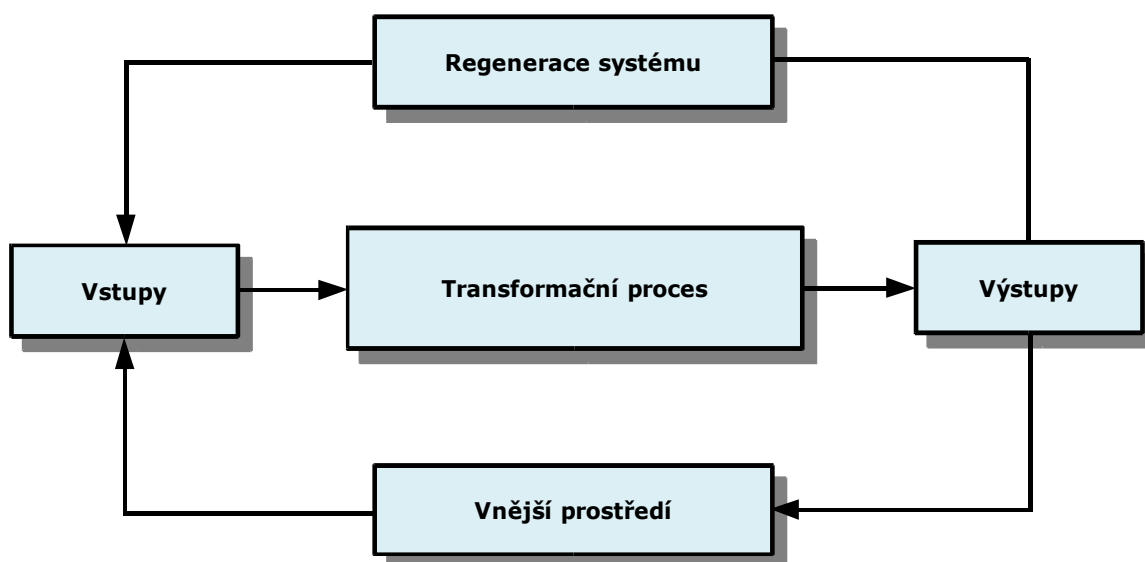 Regenerace systému
Vstupy
Transformační proces
Výstupy
Vnější prostředí